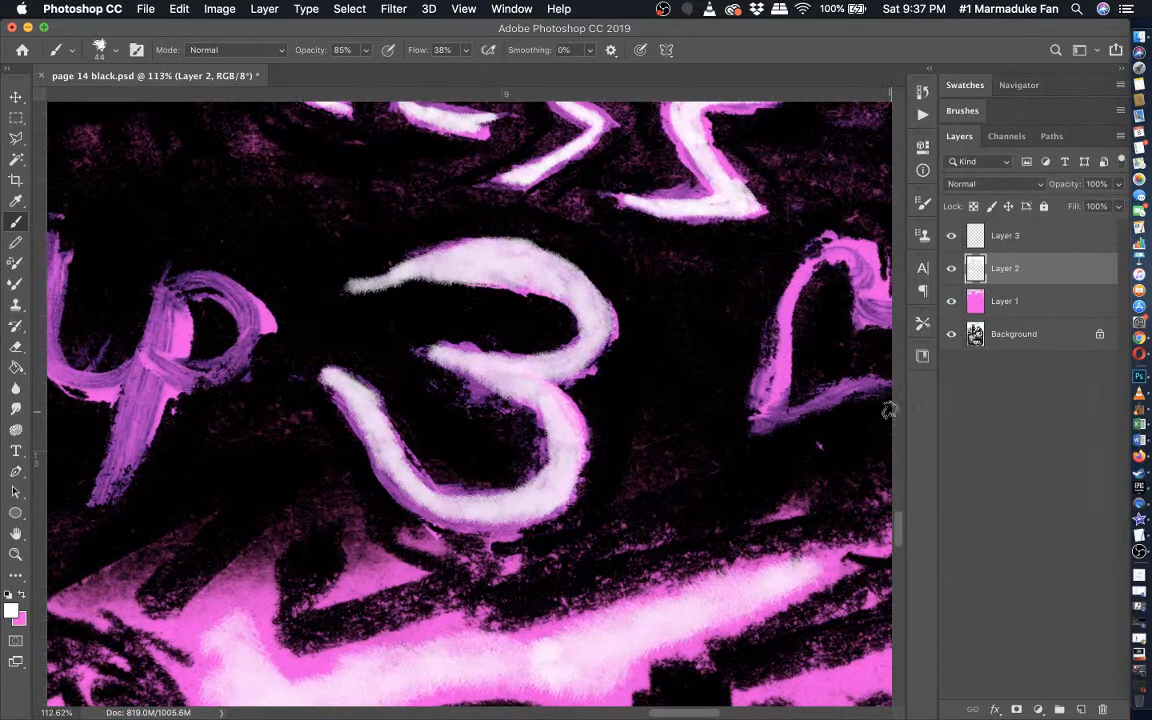 Photoshop CC File Edit Image Layer Type Select Filter 3D View Window Help 100% Sat 9:37 PM #1 Marmaduke Fan
Adobe Photoshop CC 2019
44 Mode: Normal Opacity: 85% Flow: 38% Smoothing: 0%
page 14 black.psd @ 113% (Layer 2, RGB/8*) *
9
Swatches Navigator
Brushes
Layers Channels Paths
Kind
Normal Opacity: 100%
Lock: Fill: 100%
Layer 3
Layer 2
Layer 1
Background
3
112.62% Doc: 819.0M/1005.6M